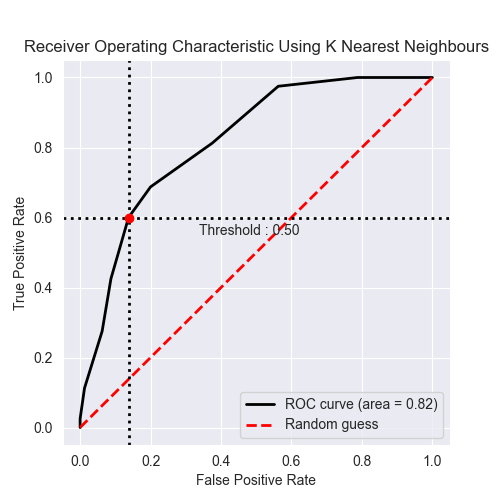 Receiver Operating Characteristic Using K Nearest Neighbours
1.0
0.8
0.6
0.4
0.2
0.0
True Positive Rate
Threshold : 0.50
ROC curve (area = 0.82)
Random guess
0.0 0.2 0.4 0.6 0.8 1.0
False Positive Rate